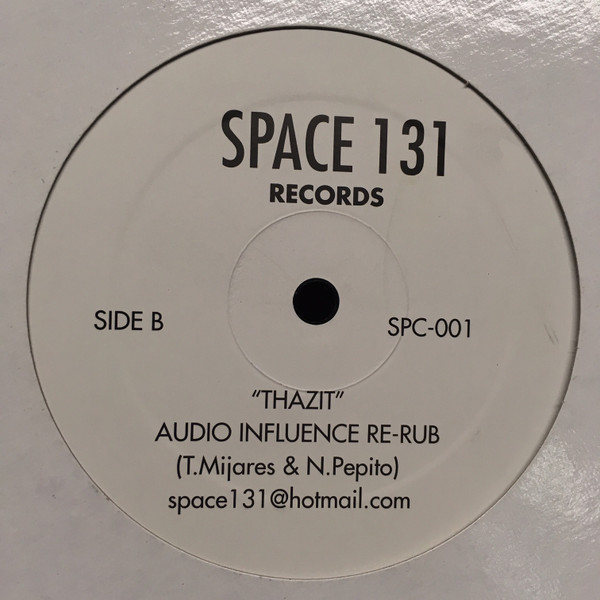 SPACE 131
RECORDS
SIDE B
SPC-001
"THAZIT"
AUDIO INFLUENCE RE-RUB
(T.Mijares & N.Pepito)
space131@hotmail.com